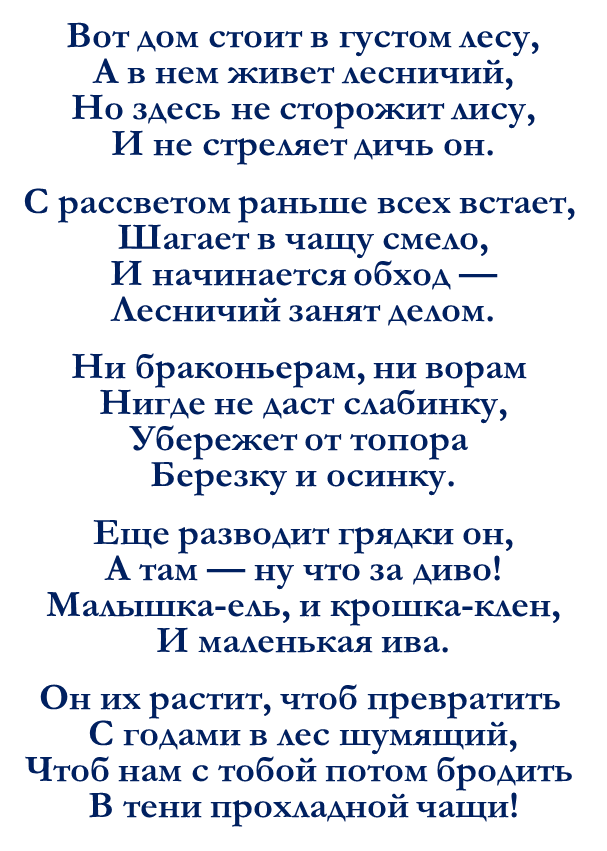 Вот дом стоит в густом лесу,
А в нем живет лесничий,
Но здесь не сторожит лису,
И не стреляет дичь он.
С рассветом раньше всех встает,
Шагает в чащу смело,
И начинается обход —
Лесничий занят делом.
Ни браконьерам, ни ворам
Нигде не даст слабинку,
Убережет от топора
Березку и осинку.
Еще разводит грядки он,
А там — ну что за диво!
Малышка-ель, и крошка-клен,
И маленькая ива.
Он их растит, чтоб превратить
С годами в лес шумящий,
Чтоб нам с тобой потом бродить
В тени прохладной чащи!